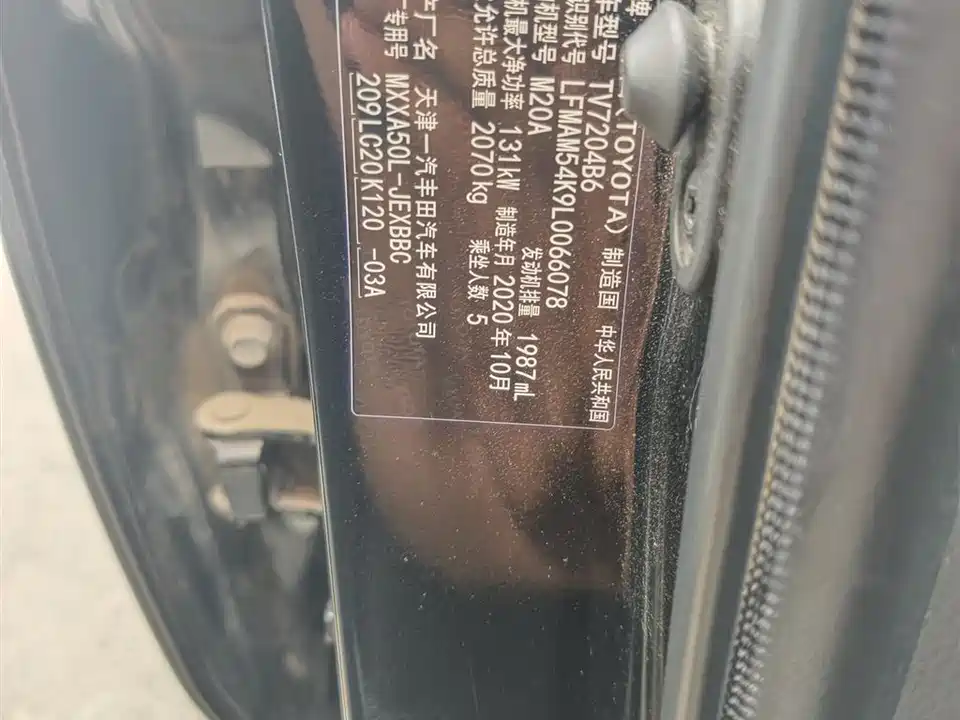 牌 (TOYOTA) 制造国 中华人民共和国
车型号 TV7204B6
识别代号 LFMAM54K9L0066078
机型号 M20A 发动机排量 1987mL
机最大净功率 131kW 制造年月 2020年10月
允许总质量 2070kg 乘坐人数 5
产厂名 天津一汽丰田汽车有限公司
专用号 MXXA50L-JEXBBC
209LC20K120 -03A